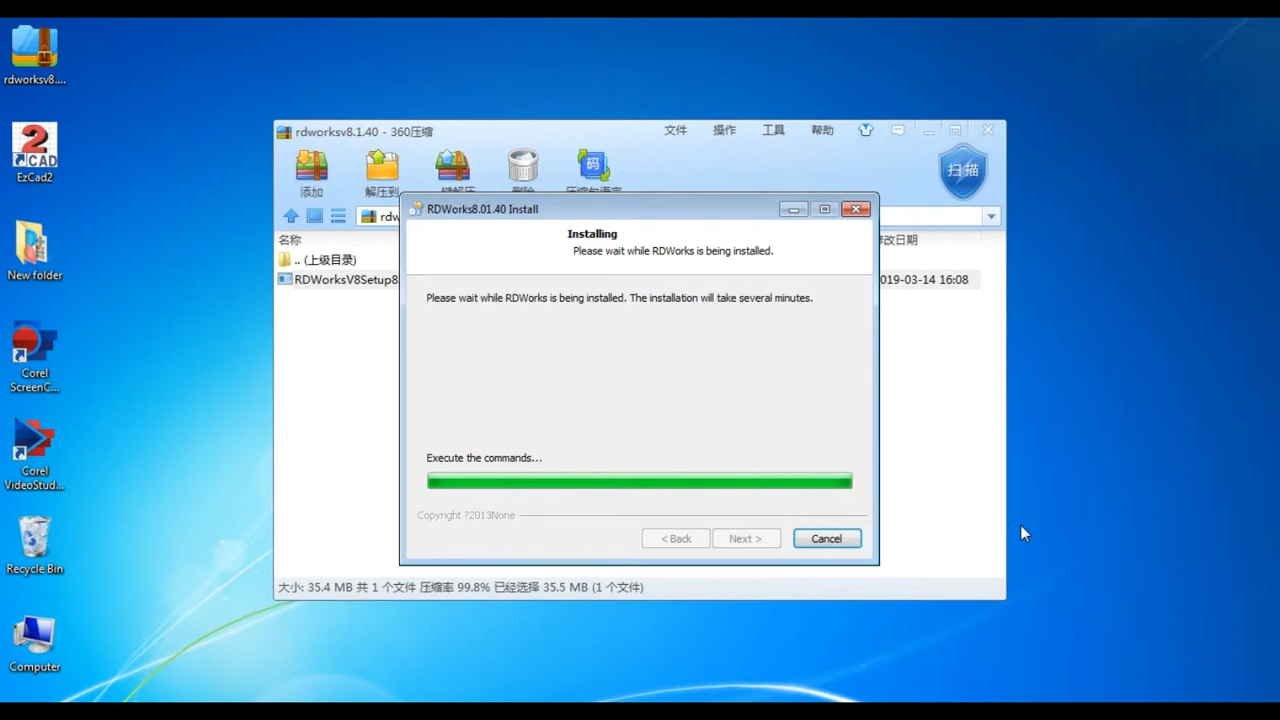 rdworksv8....
2
CAD
EzCad2
New folder
Corel
ScreenC...
Corel
VideoStud...
Recycle Bin
Computer
rdworksv8.1.40 - 360压缩
文件 操作 工具 帮助
添加 解压到 删除
码
扫描
名称
修改日期
.. (上级目录)
RDWorksV8Setup8
2019-03-14 16:08
RDWorks8.01.40 Install
Installing
Please wait while RDWorks is being installed.
Please wait while RDWorks is being installed. The installation will take several minutes.
Execute the commands...
Copyright ?2013None
< Back Next > Cancel
大小: 35.4 MB 共 1 个文件 压缩率 99.8% 已经选择 35.5 MB (1 个文件)